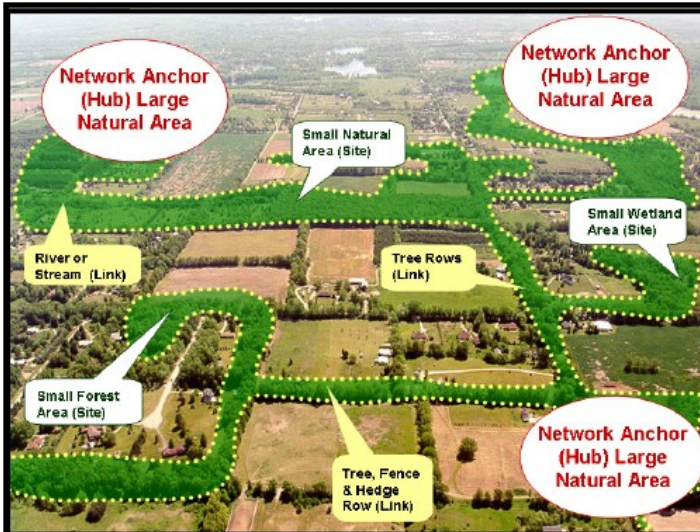 Network Anchor
(Hub) Large
Natural Area
Network Anchor
(Hub) Large
Natural Area
Small Natural
Area (Site)
Small Wetland
Area (Site)
River or
Stream (Link)
Tree Rows
(Link)
Small Forest
Area (Site)
Tree, Fence
& Hedge
Row (Link)
Network Anchor
(Hub) Large
Natural Area